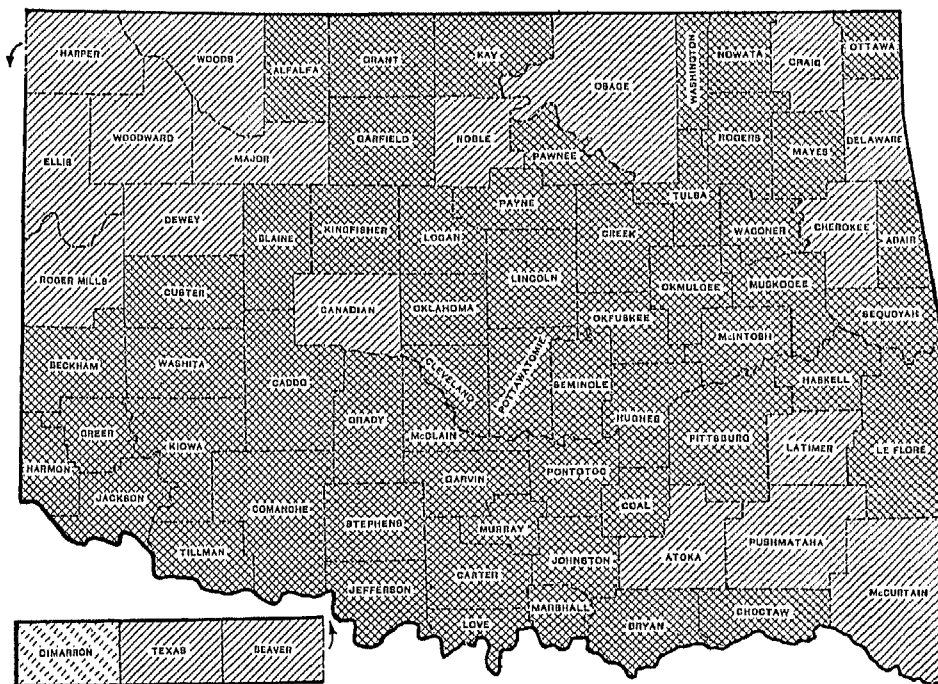 HARPER
WOODS
ALFALFA
GRANT
KAY
OSAGE
WASHINGTON
NOWATA
CRAIG
OTTAWA
ELLIS
WOODWARD
MAJOR
GARFIELD
NOBLE
PAWNEE
ROGERS
MAYES
DELAWARE
DEWEY
BLAINE
KINGFISHER
LOGAN
PAYNE
CREEK
TULSA
WAGONER
CHEROKEE
ADAIR
ROGER MILLS
CUSTER
CANADIAN
OKLAHOMA
LINCOLN
OKFUSKEE
OKMULGEE
MUSKOGEE
SEQUOYAH
BECKHAM
WASHITA
CADDO
CLEVELAND
POTTAWATOMIE
SEMINOLE
MCINTOSH
HASKELL
GREER
KIOWA
GRADY
McCLAIN
HUGHES
PITTSBURG
LATIMER
LE FLORE
HARMON
JACKSON
COMANCHE
GARVIN
PONTOTOC
COAL
TILLMAN
STEPHENS
MURRAY
JOHNSTON
ATOKA
PUSHMATAHA
McCURTAIN
JEFFERSON
CARTER
LOVE
MARSHALL
BRYAN
CHOCTAW
CIMARRON
TEXAS
BEAVER